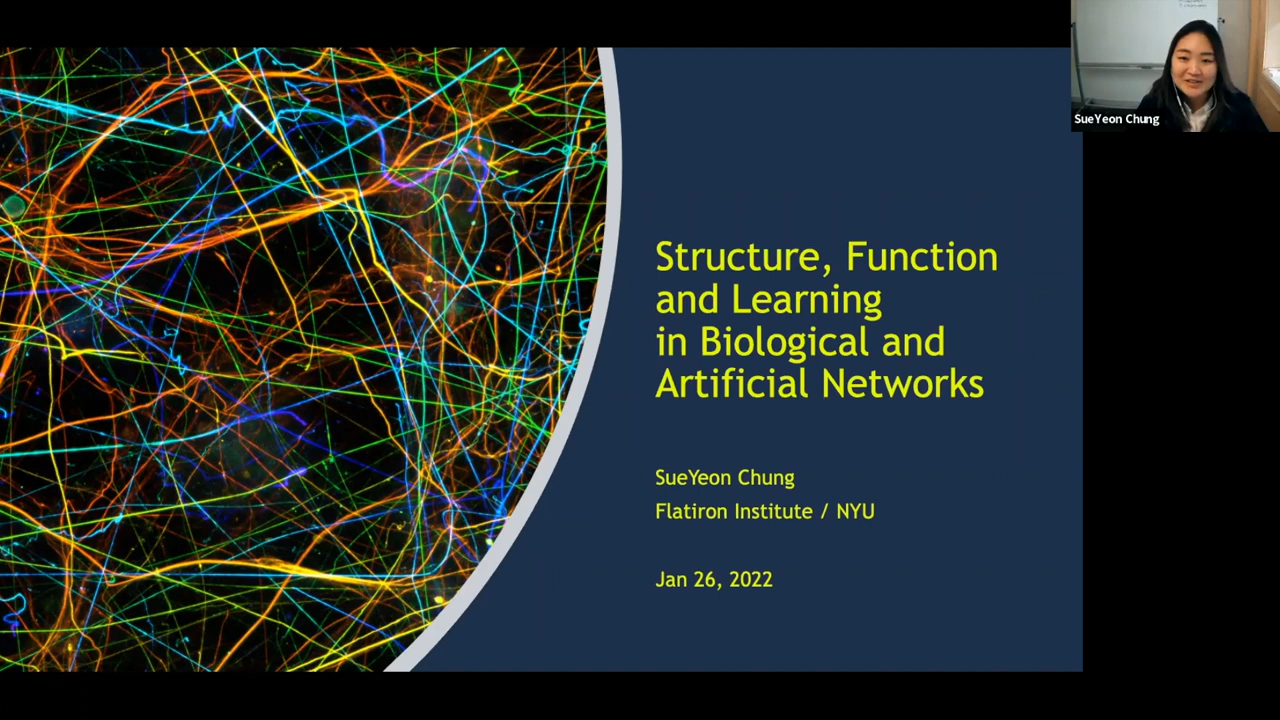 SueYeon Chung
Structure, Function
and Learning
in Biological and
Artificial Networks
SueYeon Chung
Flatiron Institute / NYU
Jan 26, 2022